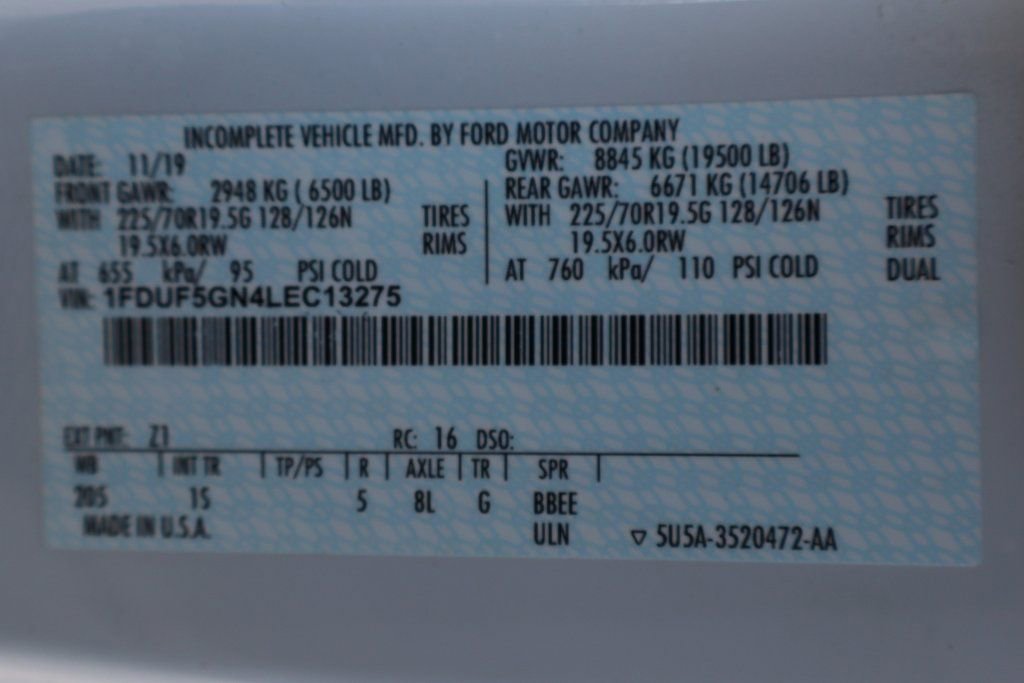 INCOMPLETE VEHICLE MFD. BY FORD MOTOR COMPANY
DATE: 11/19 GVWR: 8845 KG (19500 LB)
FRONT GAWR: 2948 KG ( 6500 LB) REAR GAWR: 6671 KG (14706 LB)
WITH 225/70R19.5G 128/126N TIRES WITH 225/70R19.5G 128/126N TIRES
19.5X6.0RW RIMS 19.5X6.0RW RIMS
AT 655 kPa/ 95 PSI COLD AT 760 kPa/ 110 PSI COLD DUAL
VIN: 1FDUF5GN4LEC13275
EXT PNT: Z1 RC: 16 DSO:
WB INT TR TP/PS R AXLE TR SPR
205 1S 5 8L G BBEE
MADE IN U.S.A. ULN ▽ 5U5A-3520472-AA